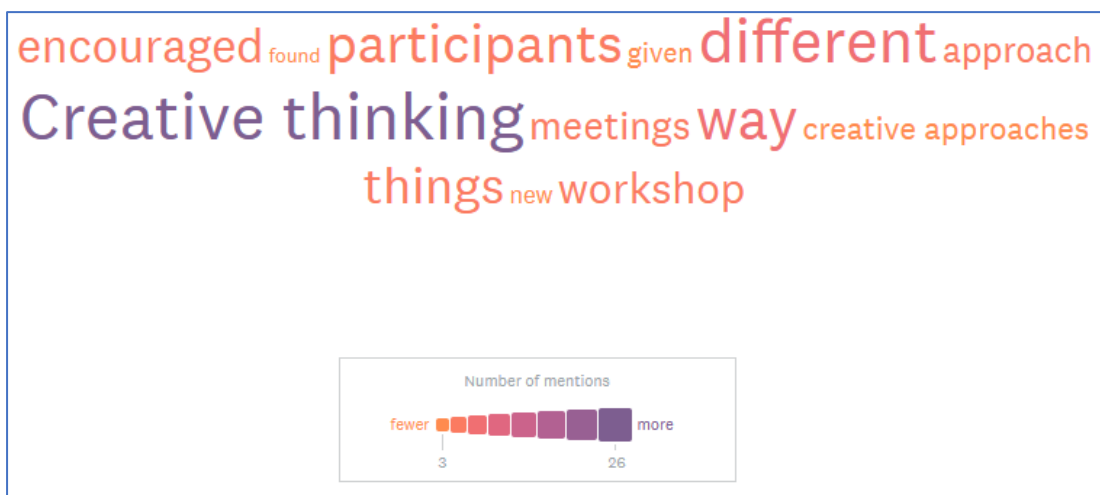 encouraged found participants given different approach
Creative thinking meetings way creative approaches
things new workshop
Number of mentions
fewer more
3 26